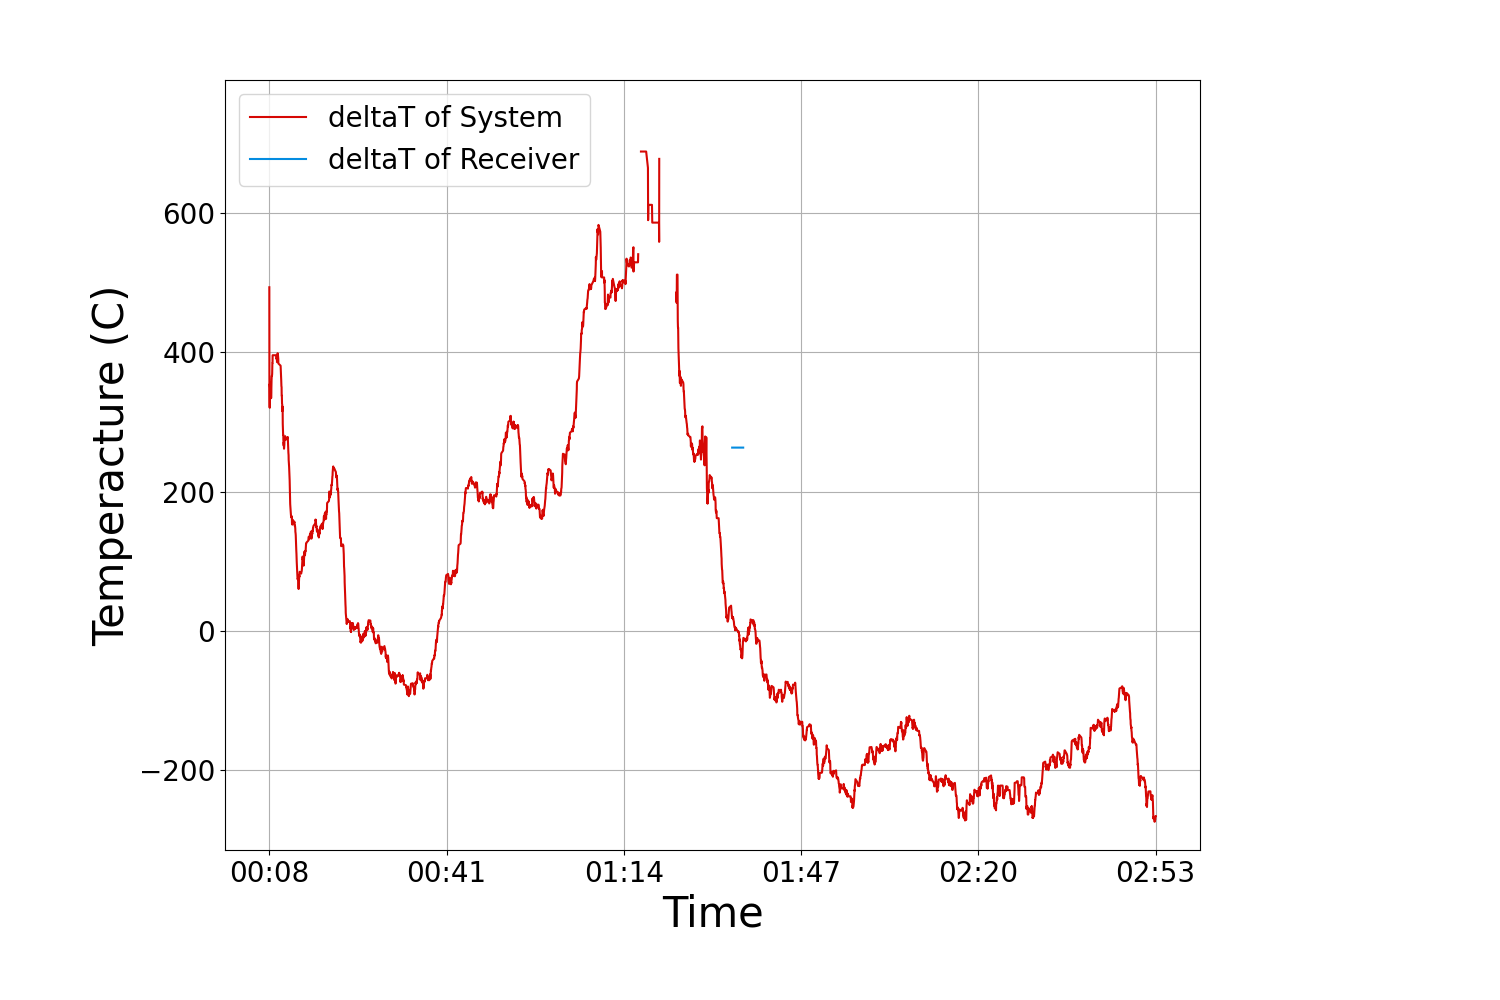 deltaT of System
deltaT of Receiver
600
400
200
0
−200
Temperacture (C)
00:08 00:41 01:14 01:47 02:20 02:53
Time